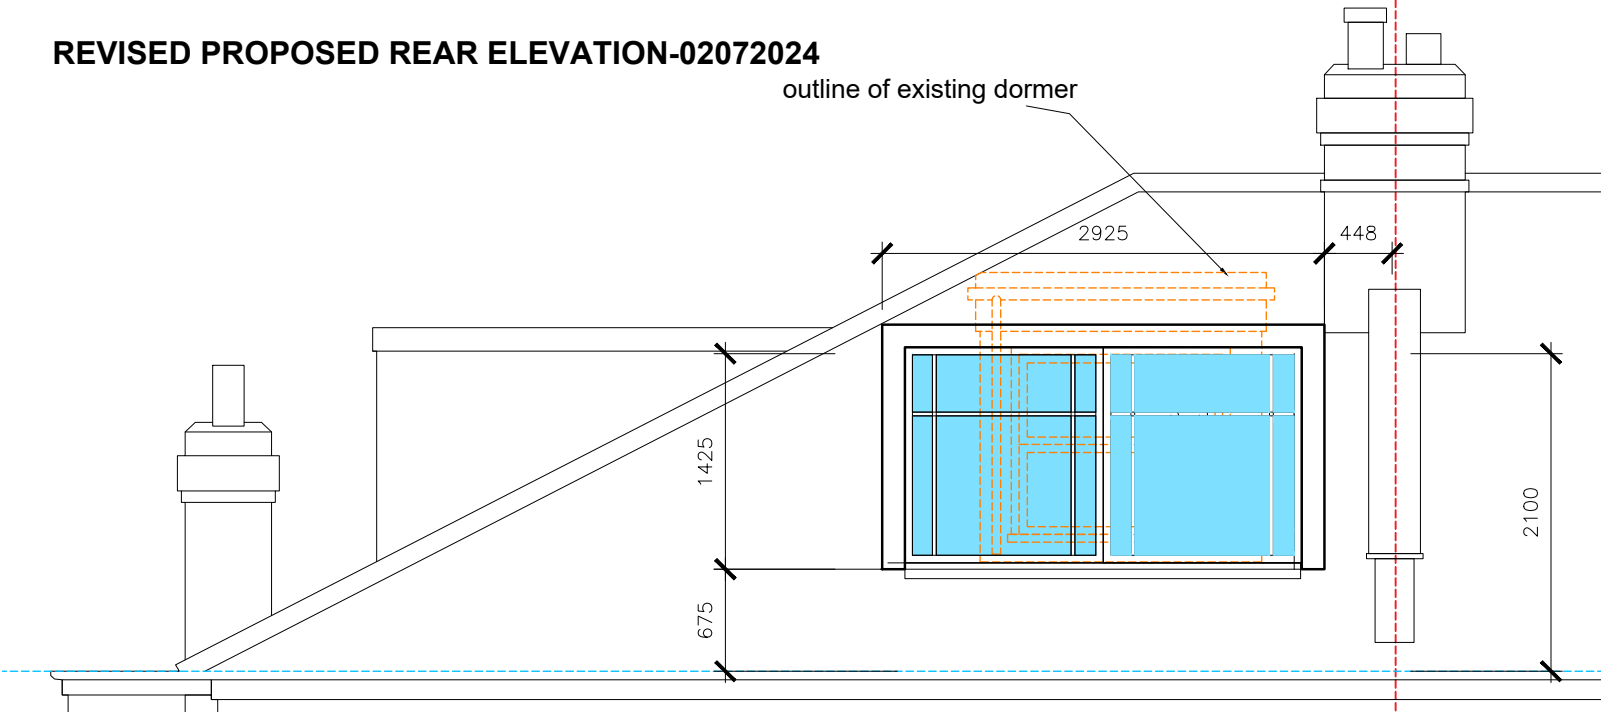 REVISED PROPOSED REAR ELEVATION-02072024
outline of existing dormer
2925
448
1425
2100
675